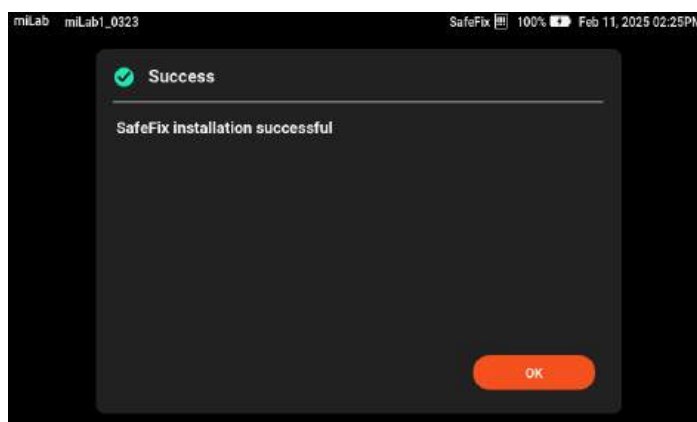 miLab miLab1_0323 SafeFix 100% Feb 11, 2025 02:25PM
Success
SafeFix installation successful
OK